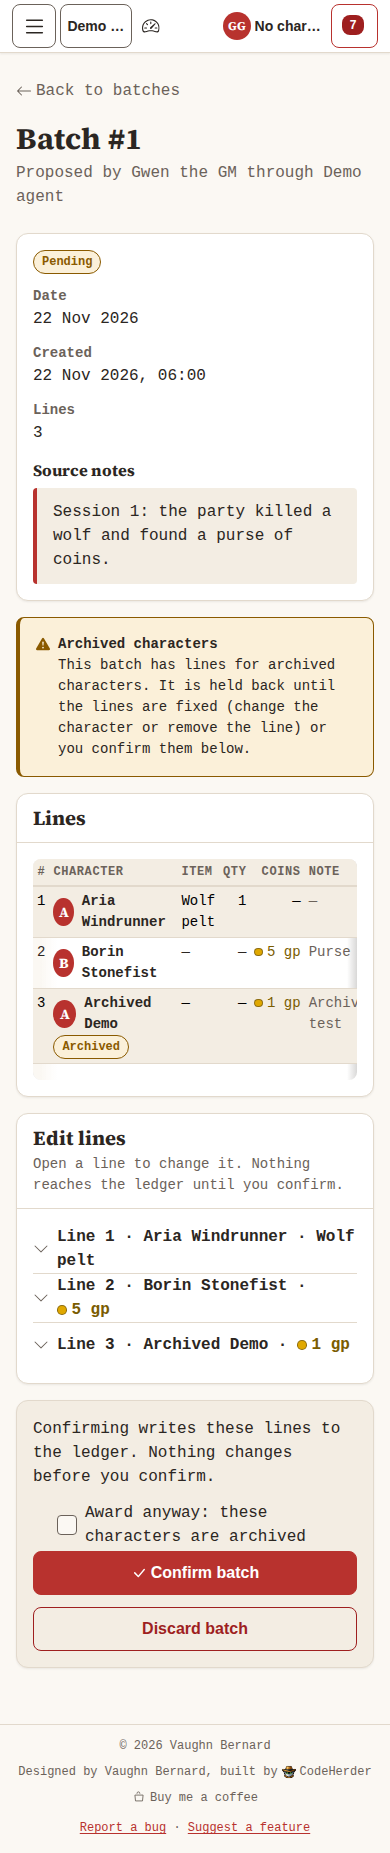 Demo … GG No char… 7
Back to batches
Batch #1
Proposed by Gwen the GM through Demo
agent
Pending
Date
22 Nov 2026
Created
22 Nov 2026, 06:00
Lines
3
Source notes
Session 1: the party killed a
wolf and found a purse of
coins.
Archived characters
This batch has lines for archived
characters. It is held back until
the lines are fixed (change the
character or remove the line) or
you confirm them below.
Lines
# CHARACTER ITEM QTY COINS NOTE
1 A Aria Wolf 1 — —
Windrunner pelt
2 B Borin — — 5 gp Purse
Stonefist
3 A Archived — — 1 gp Archiv
Demo test
Archived
Edit lines
Open a line to change it. Nothing
reaches the ledger until you confirm.
Line 1 · Aria Windrunner · Wolf
pelt
Line 2 · Borin Stonefist ·
5 gp
Line 3 · Archived Demo · 1 gp
Confirming writes these lines to
the ledger. Nothing changes
before you confirm.
Award anyway: these
characters are archived
Confirm batch
Discard batch
© 2026 Vaughn Bernard
Designed by Vaughn Bernard, built by CodeHerder
Buy me a coffee
Report a bug · Suggest a feature